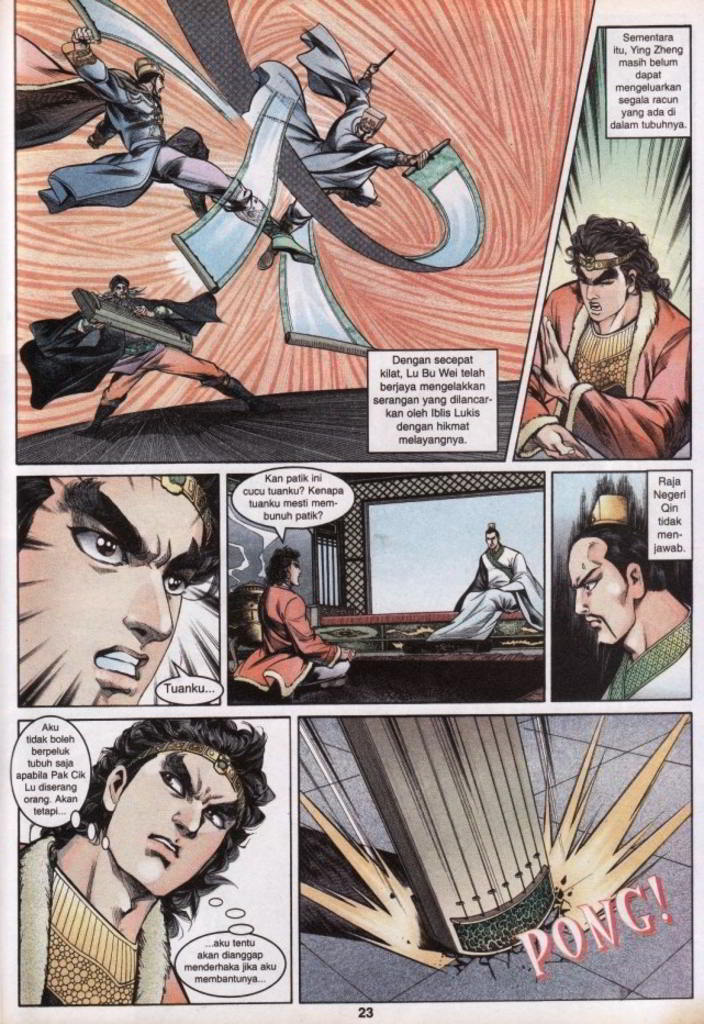 Sementara
itu, Ying Zheng
masih belum
dapat
mengeluarkan
segala racun
yang ada di
dalam tubuhnya.
Dengan secepat
kilat, Lu Bu Wei telah
berjaya mengelakkan
serangan yang dilancar-
kan oleh Iblis Lukis
dengan hikmat
melayangnya.
Tuanku...
Kan patik ini
cucu tuanku? Kenapa
tuanku mesti mem-
bunuh patik?
Raja
Negeri
Qin
tidak
men-
jawab.
Aku
tidak boleh
berpeluk
tubuh saja
apabila Pak Cik
Lu diserang
orang. Akan
tetapi...
...aku tentu
akan dianggap
menderhaka jika aku
membantunya...
PONG!
23